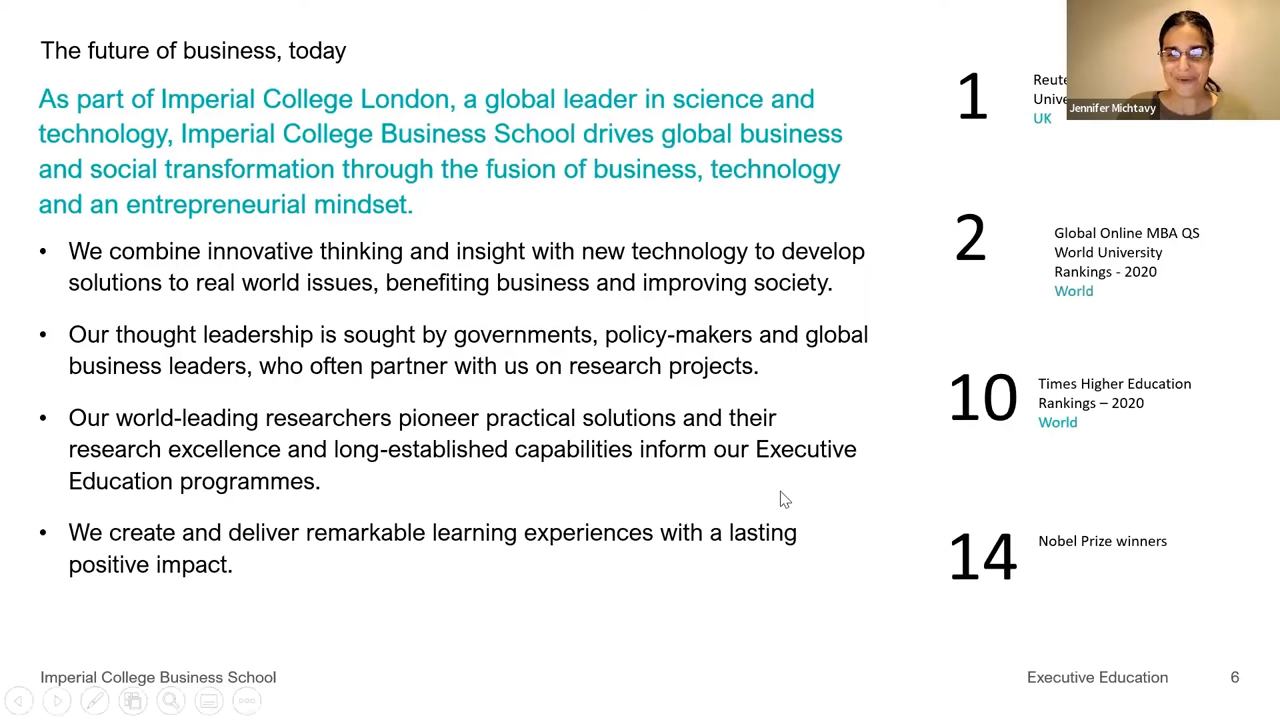 The future of business, today
As part of Imperial College London, a global leader in science and
technology, Imperial College Business School drives global business
and social transformation through the fusion of business, technology
and an entrepreneurial mindset.
• We combine innovative thinking and insight with new technology to develop
solutions to real world issues, benefiting business and improving society.
• Our thought leadership is sought by governments, policy-makers and global
business leaders, who often partner with us on research projects.
• Our world-leading researchers pioneer practical solutions and their
research excellence and long-established capabilities inform our Executive
Education programmes.
• We create and deliver remarkable learning experiences with a lasting
positive impact.
1
UK
Jennifer Michtavy
2
Global Online MBA QS
World University
Rankings - 2020
World
10
Times Higher Education
Rankings – 2020
World
14
Nobel Prize winners
Imperial College Business School
Executive Education
6